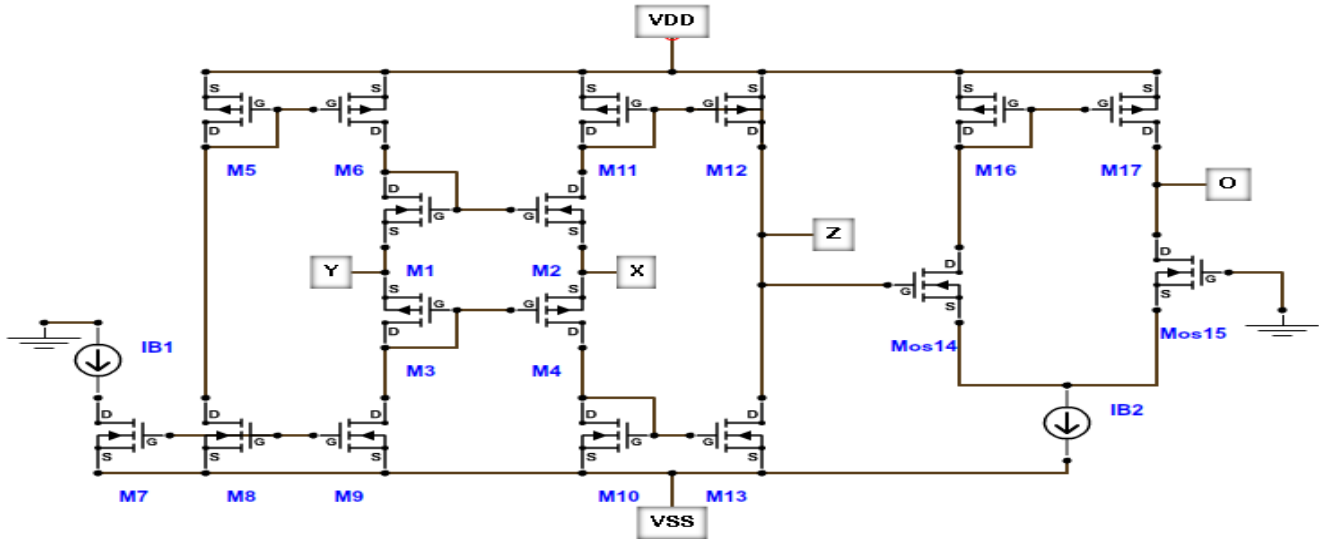 VDD
S S S S S S
G G G G G G
D D D D D D
M5 M6 M11 M12 M16 M17
D D
G G
S S
O
Z
Y M1 M2 X
D D
G G
S S
S S
G G
D D
Mos14 Mos15
IB1
M3 M4
IB2
D D D D D
G G G G G
S S S S S
M7 M8 M9 M10 M13
VSS